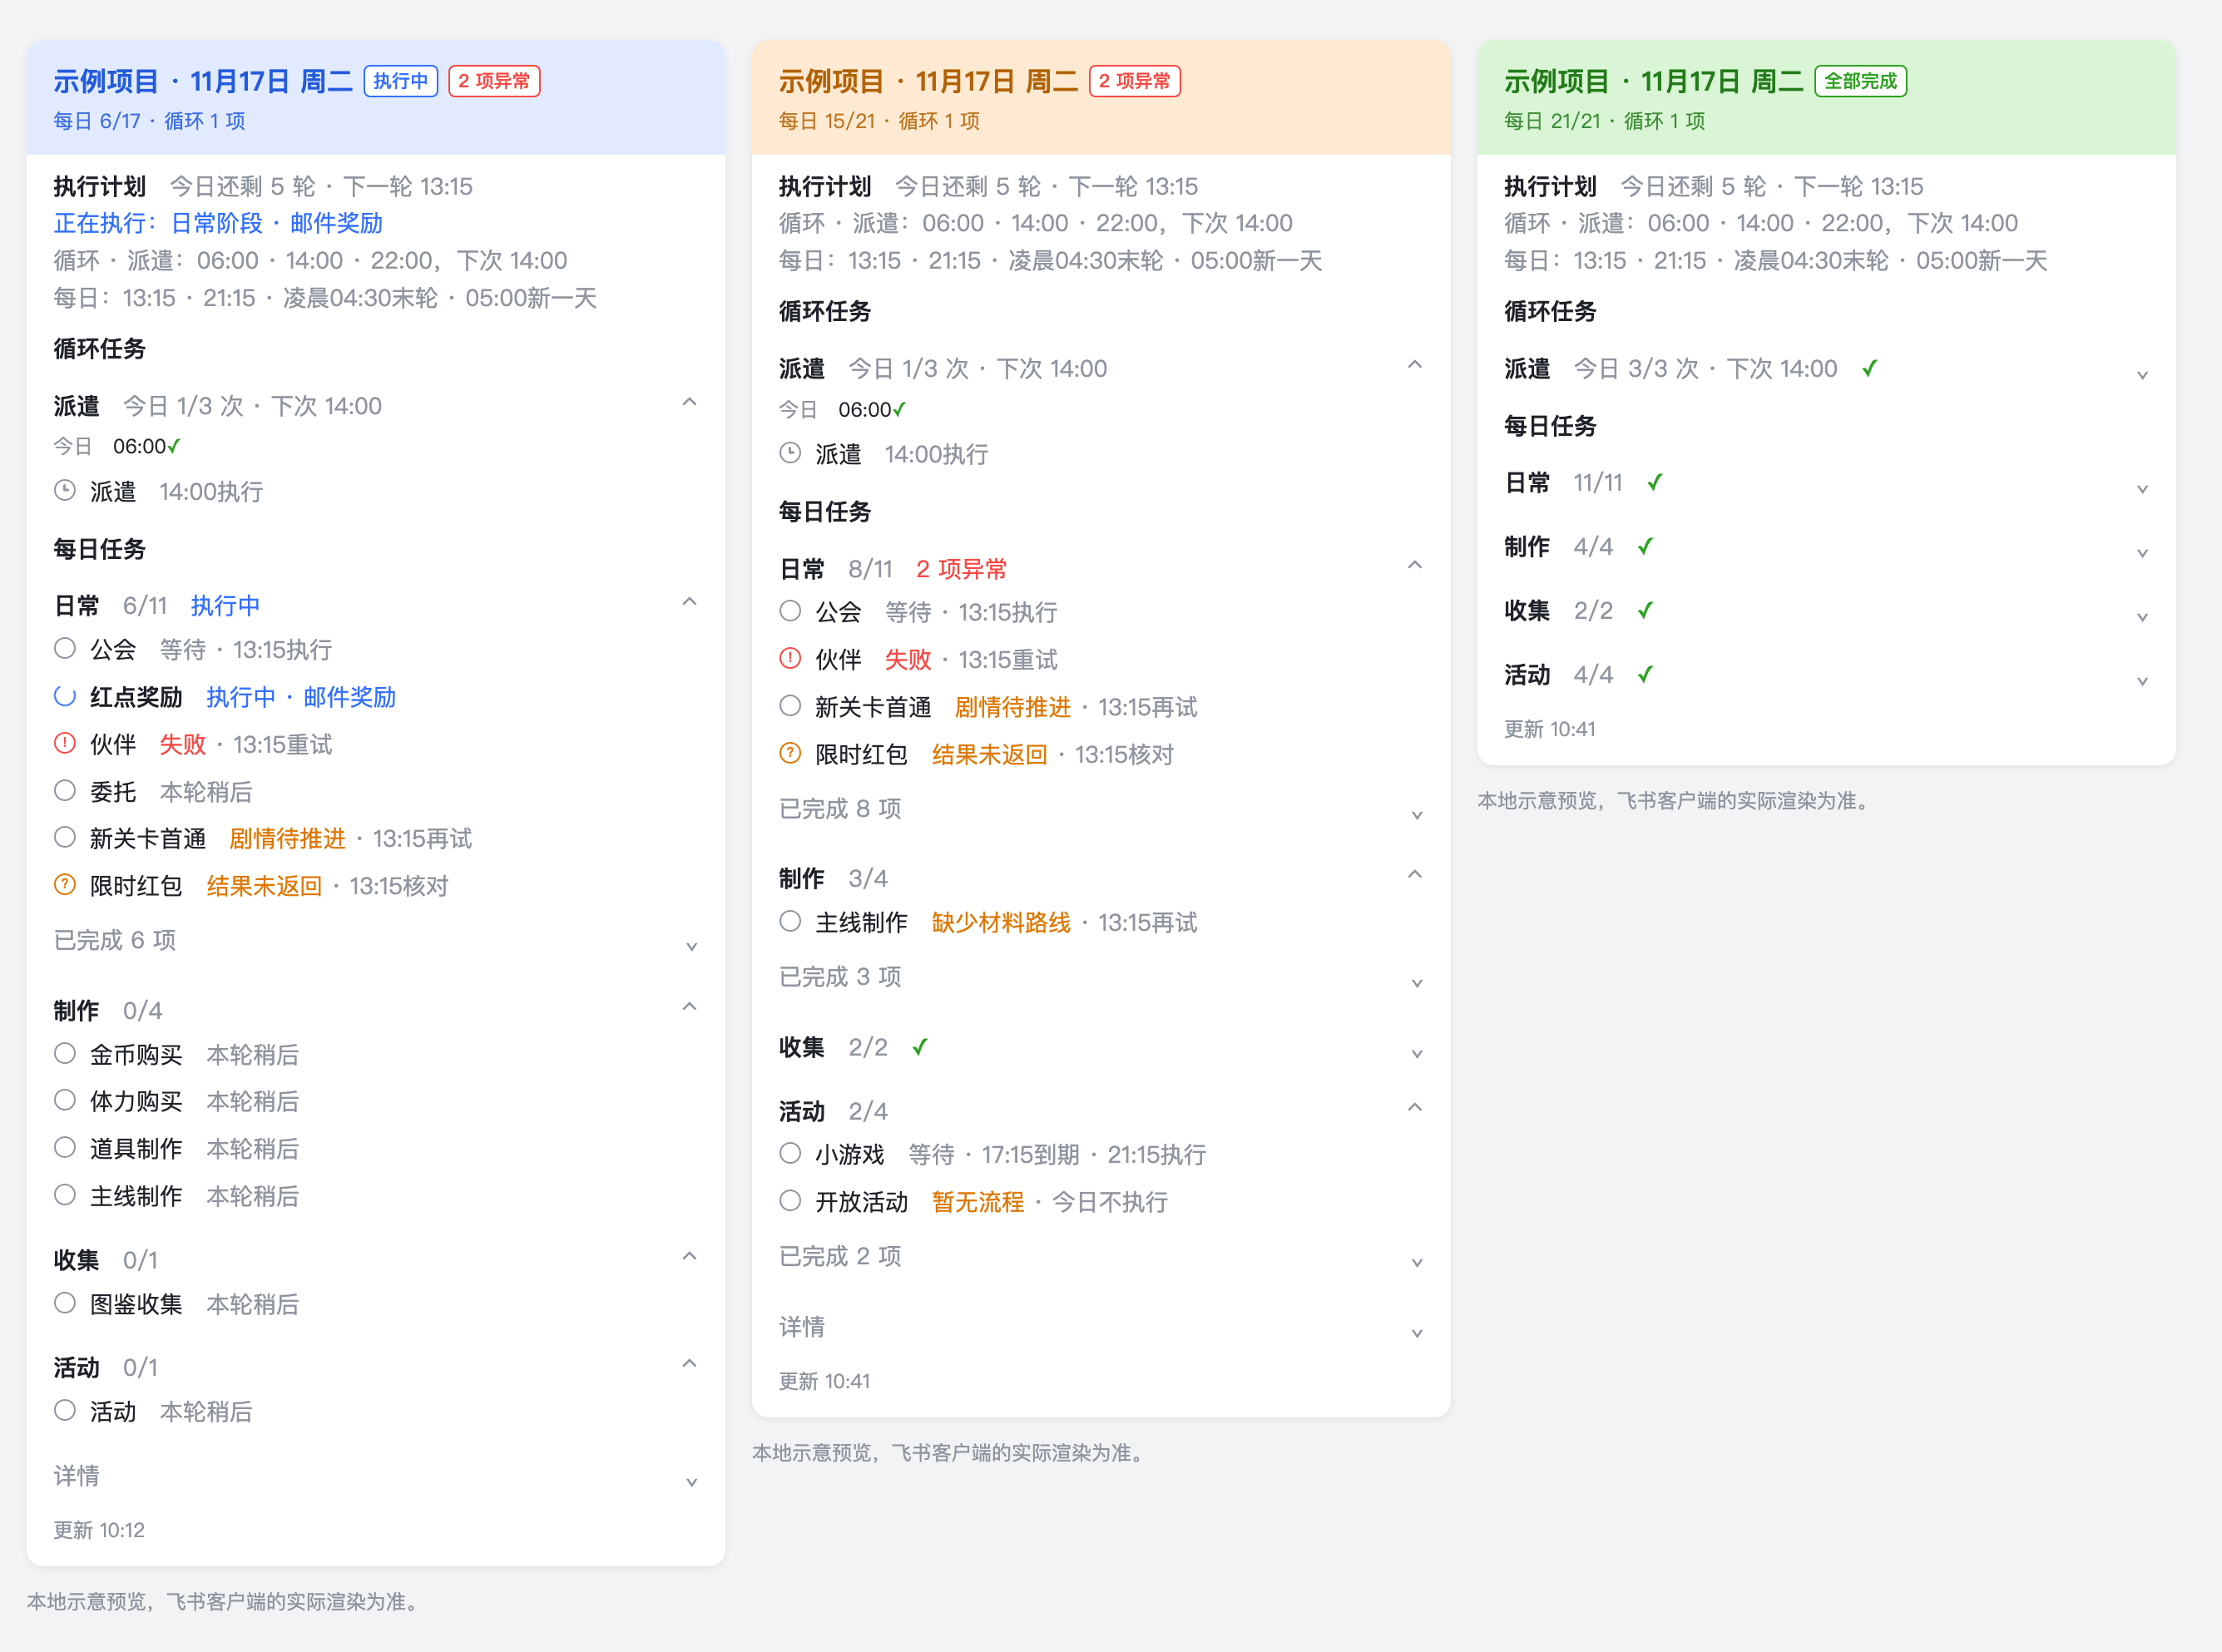 示例项目 · 11月17日 周二 执行中 2 项异常
每日 6/17 · 循环 1 项
执行计划 今日还剩 5 轮 · 下一轮 13:15
正在执行：日常阶段 · 邮件奖励
循环 · 派遣：06:00 · 14:00 · 22:00，下次 14:00
每日：13:15 · 21:15 · 凌晨04:30末轮 · 05:00新一天
循环任务
派遣 今日 1/3 次 · 下次 14:00
今日 06:00✓
派遣 14:00执行
每日任务
日常 6/11 执行中
公会 等待 · 13:15执行
红点奖励 执行中 · 邮件奖励
伙伴 失败 · 13:15重试
委托 本轮稍后
新关卡首通 剧情待推进 · 13:15再试
限时红包 结果未返回 · 13:15核对
已完成 6 项
制作 0/4
金币购买 本轮稍后
体力购买 本轮稍后
道具制作 本轮稍后
主线制作 本轮稍后
收集 0/1
图鉴收集 本轮稍后
活动 0/1
活动 本轮稍后
详情
更新 10:12
本地示意预览，飞书客户端的实际渲染为准。
示例项目 · 11月17日 周二 2 项异常
每日 15/21 · 循环 1 项
执行计划 今日还剩 5 轮 · 下一轮 13:15
循环 · 派遣：06:00 · 14:00 · 22:00，下次 14:00
每日：13:15 · 21:15 · 凌晨04:30末轮 · 05:00新一天
循环任务
派遣 今日 1/3 次 · 下次 14:00
今日 06:00✓
派遣 14:00执行
每日任务
日常 8/11 2 项异常
公会 等待 · 13:15执行
伙伴 失败 · 13:15重试
新关卡首通 剧情待推进 · 13:15再试
限时红包 结果未返回 · 13:15核对
已完成 8 项
制作 3/4
主线制作 缺少材料路线 · 13:15再试
已完成 3 项
收集 2/2 ✓
活动 2/4
小游戏 等待 · 17:15到期 · 21:15执行
开放活动 暂无流程 · 今日不执行
已完成 2 项
详情
更新 10:41
本地示意预览，飞书客户端的实际渲染为准。
示例项目 · 11月17日 周二 全部完成
每日 21/21 · 循环 1 项
执行计划 今日还剩 5 轮 · 下一轮 13:15
循环 · 派遣：06:00 · 14:00 · 22:00，下次 14:00
每日：13:15 · 21:15 · 凌晨04:30末轮 · 05:00新一天
循环任务
派遣 今日 3/3 次 · 下次 14:00 ✓
每日任务
日常 11/11 ✓
制作 4/4 ✓
收集 2/2 ✓
活动 4/4 ✓
更新 10:41
本地示意预览，飞书客户端的实际渲染为准。